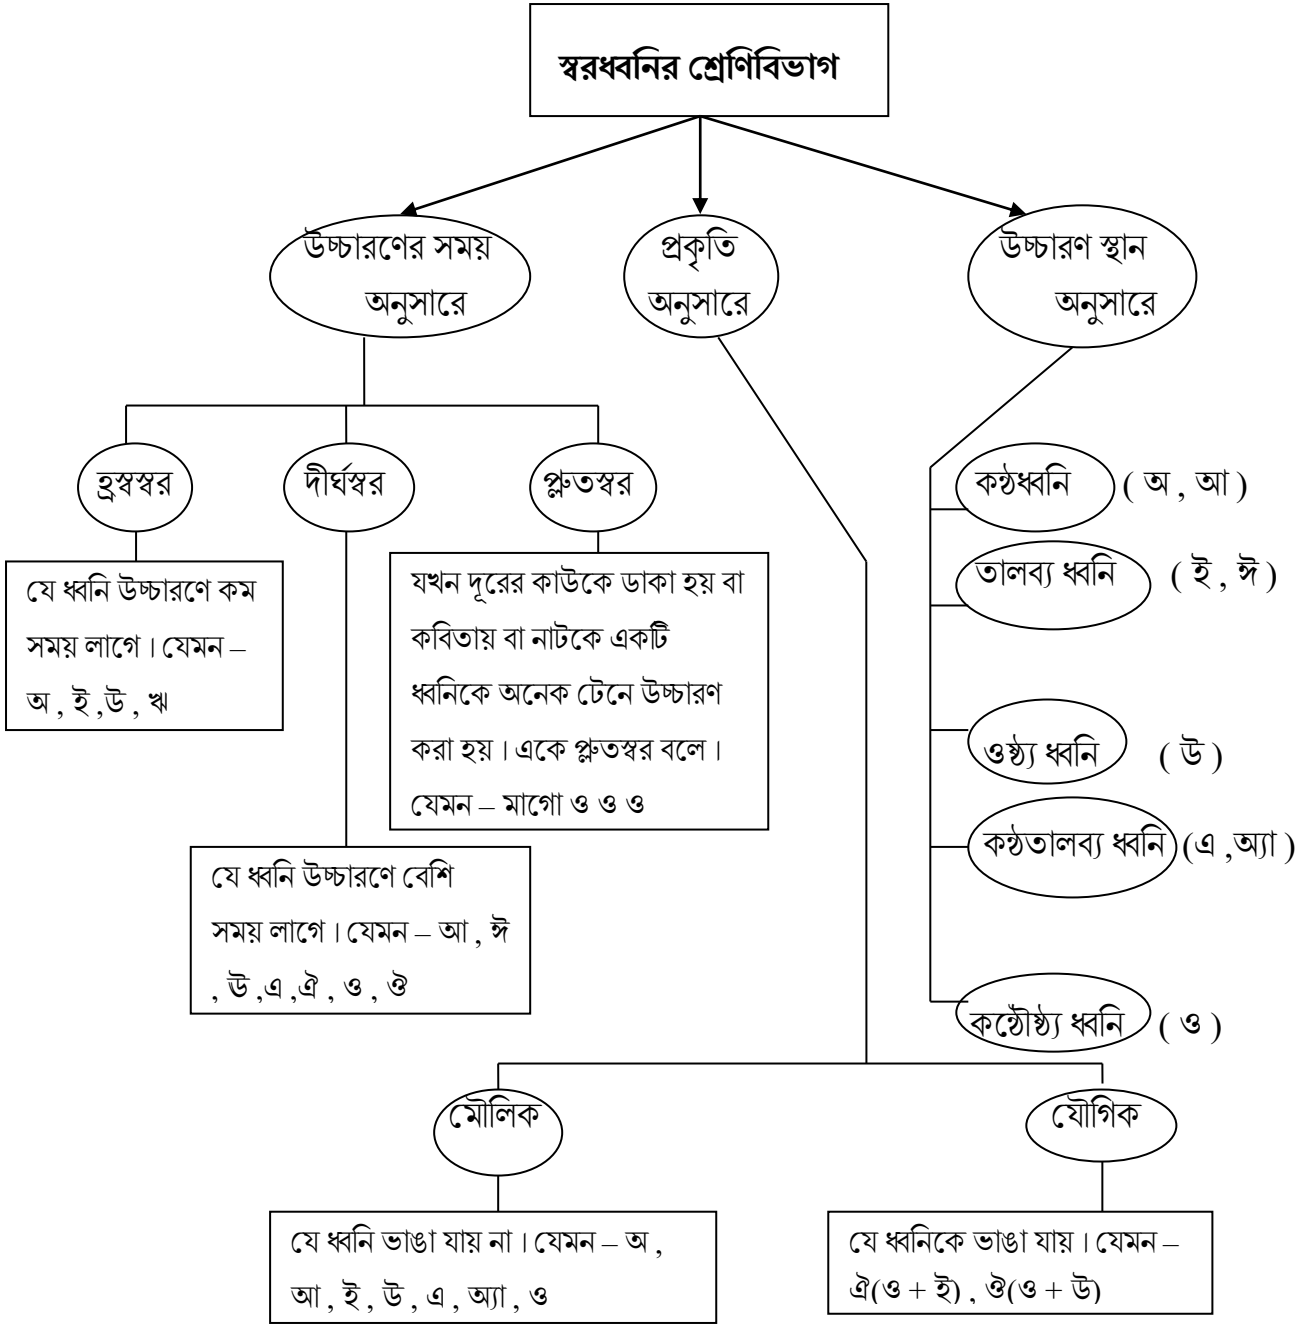 স্বরধ্বনির শ্রেণিবিভাগ
উচ্চারণের সময়
অনুসারে
প্রকৃতি
অনুসারে
উচ্চারণ স্থান
অনুসারে
হ্রস্বস্বর
দীর্ঘস্বর
প্লুতস্বর
যে ধ্বনি উচ্চারণে কম
সময় লাগে । যেমন –
অ , ই ,উ , ঋ
যখন দূরের কাউকে ডাকা হয় বা
কবিতায় বা নাটকে একটি
ধ্বনিকে অনেক টেনে উচ্চারণ
করা হয় । একে প্লুতস্বর বলে ।
যেমন – মাগো ও ও ও
যে ধ্বনি উচ্চারণে বেশি
সময় লাগে । যেমন – আ , ঈ
, ঊ ,এ ,ঐ , ও , ঔ
কন্ঠধ্বনি ( অ , আ )
তালব্য ধ্বনি ( ই , ঈ )
ওষ্ঠ্য ধ্বনি ( উ )
কন্ঠতালব্য ধ্বনি (এ ,অ্যা )
কন্ঠৌষ্ঠ্য ধ্বনি ( ও )
মৌলিক
যৌগিক
যে ধ্বনি ভাঙা যায় না । যেমন – অ ,
আ , ই , উ , এ , অ্যা , ও
যে ধ্বনিকে ভাঙা যায় । যেমন –
ঐ(ও + ই) , ঔ(ও + উ)